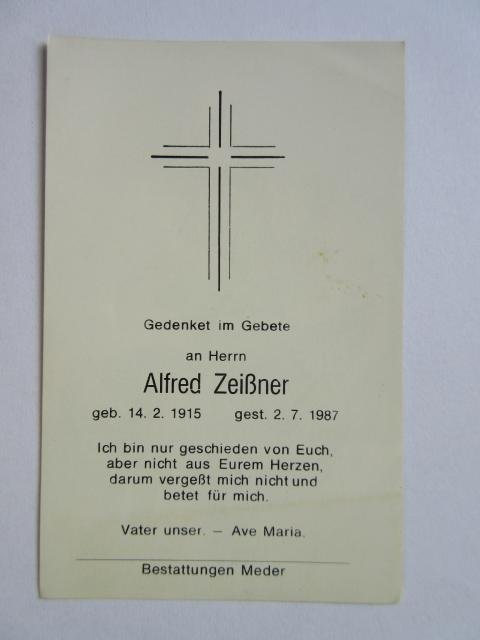 Gedenket im Gebete
an Herrn
Alfred Zeißner
geb. 14. 2. 1915 gest. 2. 7. 1987
Ich bin nur geschieden von Euch,
aber nicht aus Eurem Herzen,
darum vergeßt mich nicht und
betet für mich.
Vater unser. – Ave Maria.
Bestattungen Meder